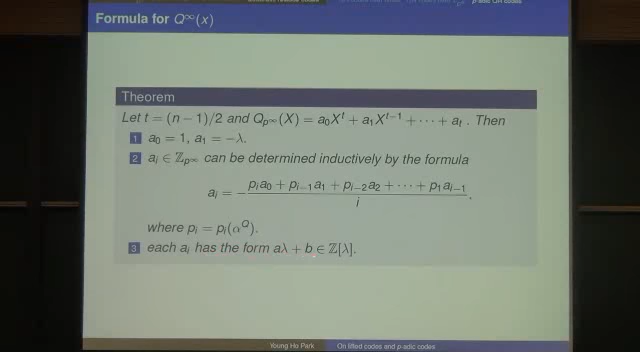 p-adic QR codes
Formula for Q^∞(x)
Theorem
Let t = (n − 1)/2 and Q_{p^∞}(X) = a_0X^t + a_1X^{t−1} + ··· + a_t. Then
1 a_0 = 1, a_1 = −λ.
2 a_i ∈ ℤ_{p^∞} can be determined inductively by the formula
a_i = − (p_i a_0 + p_{i−1} a_1 + p_{i−2} a_2 + ··· + p_1 a_{i−1}) / i ,
where p_i = p_i(α^Q).
3 each a_i has the form aλ + b ∈ ℤ[λ].
Young Ho Park On lifted codes and p-adic codes